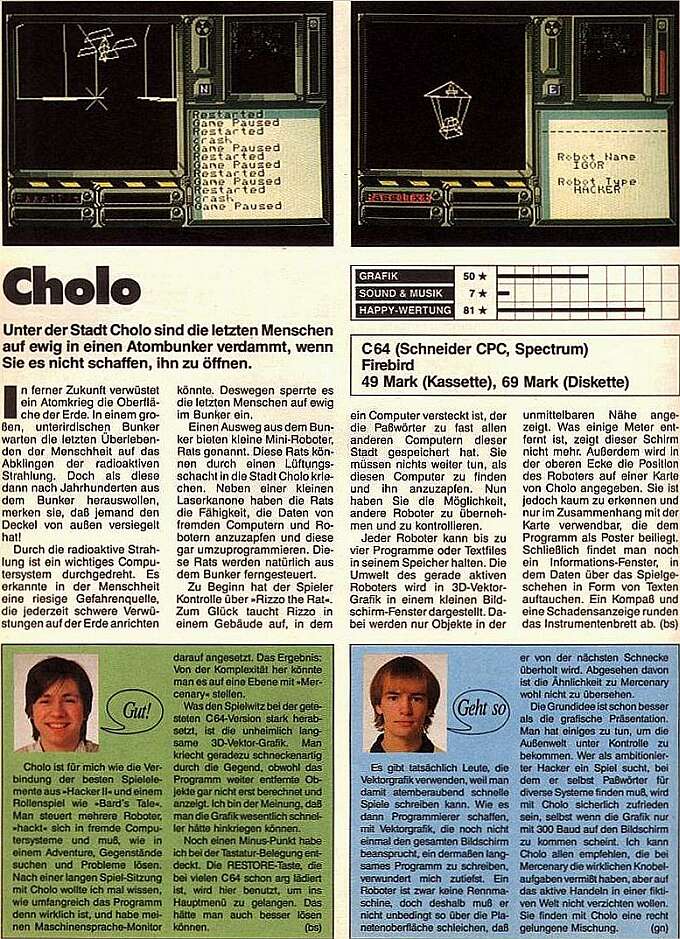 N
Restarted
Game Paused
Restarted
crash
Game Paused
Restarted
Game Paused
Restarted
Game Paused
Restarted
crash
Game Paused
E
Robot Name
IGOR
Robot Type
HACKER
Cholo
Unter der Stadt Cholo sind die letzten Menschen
auf ewig in einen Atombunker verdammt, wenn
Sie es nicht schaffen, ihn zu öffnen.
GRAFIK 50 ★
SOUND & MUSIK 7 ★
HAPPY-WERTUNG 81 ★
C 64 (Schneider CPC, Spectrum)
Firebird
49 Mark (Kassette), 69 Mark (Diskette)
In ferner Zukunft verwüstet
ein Atomkrieg die Oberflä-
che der Erde. In einem gro-
ßen, unterirdischen Bunker
warten die letzten Überleben-
den der Menschheit auf das
Abklingen der radioaktiven
Strahlung. Doch als diese
dann nach Jahrhunderten aus
dem Bunker herauswollen,
merken sie, daß jemand den
Deckel von außen versiegelt
hat!
Durch die radioaktive Strah-
lung ist ein wichtiges Compu-
tersystem durchgedreht. Es
erkannte in der Menschheit
eine riesige Gefahrenquelle,
die jederzeit schwere Verwü-
stungen auf der Erde anrichten
könnte. Deswegen sperrte es
die letzten Menschen auf ewig
im Bunker ein.
Einen Ausweg aus dem Bun-
ker bieten kleine Mini-Roboter,
Rats genannt. Diese Rats kön-
nen durch einen Lüftungs-
schacht in die Stadt Cholo krie-
chen. Neben einer kleinen
Laserkanone haben die Rats
die Fähigkeit, die Daten von
fremden Computern und Ro-
botern anzuzapfen und diese
gar umzuprogrammieren. Die-
se Rats werden natürlich aus
dem Bunker ferngesteuert.
Zu Beginn hat der Spieler
Kontrolle über »Rizzo the Rat«.
Zum Glück taucht Rizzo in
einem Gebäude auf, in dem
ein Computer versteckt ist, der
die Paßwörter zu fast allen
anderen Computern dieser
Stadt gespeichert hat. Sie
müssen nichts weiter tun, als
diesen Computer zu finden
und ihn anzuzapfen. Nun
haben Sie die Möglichkeit,
andere Roboter zu überneh-
men und zu kontrollieren.
Jeder Roboter kann bis zu
vier Programme oder Textfiles
in seinem Speicher halten. Die
Umwelt des gerade aktiven
Roboters wird in 3D-Vektor-
Grafik in einem kleinen Bild-
schirm-Fenster dargestellt. Da-
bei werden nur Objekte in der
unmittelbaren Nähe ange-
zeigt. Was einige Meter ent-
fernt ist, zeigt dieser Schirm
nicht mehr. Außerdem wird in
der oberen Ecke die Position
des Roboters auf einer Karte
von Cholo angegeben. Sie ist
jedoch kaum zu erkennen und
nur im Zusammenhang mit der
Karte verwendbar, die dem
Programm als Poster beiliegt.
Schließlich findet man noch
ein Informations-Fenster, in
dem Daten über das Spielge-
schehen in Form von Texten
auftauchen. Ein Kompaß und
eine Schadensanzeige runden
das Instrumentenbrett ab. (bs)
Gut!
Cholo ist für mich wie die Ver-
bindung der besten Spielele-
mente aus »Hacker II« und einem
Rollenspiel wie »Bard's Tale«.
Man steuert mehrere Roboter,
»hackt« sich in fremde Compu-
tersysteme und muß, wie in
einem Adventure, Gegenstände
suchen und Probleme lösen.
Nach einer langen Spiel-Sitzung
mit Cholo wollte ich mal wissen,
wie umfangreich das Programm
denn wirklich ist, und habe mei-
nen Maschinensprache-Monitor
darauf angesetzt. Das Ergebnis:
Von der Komplexität her könnte
man es auf eine Ebene mit »Mer-
cenary« stellen.
Was den Spielwitz bei der gete-
steten C 64-Version stark herab-
setzt, ist die unheimlich lang-
same 3D-Vektor-Grafik. Man
kriecht geradezu schneckenartig
durch die Gegend, obwohl das
Programm weiter entfernte Ob-
jekte gar nicht erst berechnet und
anzeigt. Ich bin der Meinung, daß
man die Grafik wesentlich schnel-
ler hätte hinkriegen können.
Noch einen Minus-Punkt habe
ich bei der Tastatur-Belegung ent-
deckt. Die RESTORE-Taste, die
bei vielen C 64 schon arg lädiert
ist, wird hier benutzt, um ins
Hauptmenü zu gelangen. Das
hätte man auch besser lösen
können. (bs)
Geht so
Es gibt tatsächlich Leute, die
Vektorgrafik verwenden, weil man
damit atemberaubend schnelle
Spiele schreiben kann. Wie es
dann Programmierer schaffen,
mit Vektorgrafik, die noch nicht
einmal den gesamten Bildschirm
beansprucht, ein dermaßen lang-
sames Programm zu schreiben,
verwundert mich zutiefst. Ein
Roboter ist zwar keine Rennma-
schine, doch deshalb muß er
nicht unbedingt so über die Pla-
netenoberfläche schleichen, daß
er von der nächsten Schnecke
überholt wird. Abgesehen davon
ist die Ähnlichkeit zu Mercenary
wohl nicht zu übersehen.
Die Grundidee ist schon besser
als die grafische Präsentation.
Man hat einiges zu tun, um die
Außenwelt unter Kontrolle zu
bekommen. Wer als ambitionier-
ter Hacker ein Spiel sucht, bei
dem er selbst Paßwörter für
diverse Systeme finden muß, wird
mit Cholo sicherlich zufrieden
sein, selbst wenn die Grafik nur
mit 300 Baud auf den Bildschirm
zu kommen scheint. Ich kann
Cholo allen empfehlen, die bei
Mercenary die wirklichen Knobel-
aufgaben vermißt haben, aber auf
das aktive Handeln in einer fikti-
ven Welt nicht verzichten wollen.
Sie finden mit Cholo eine recht
gelungene Mischung. (gn)